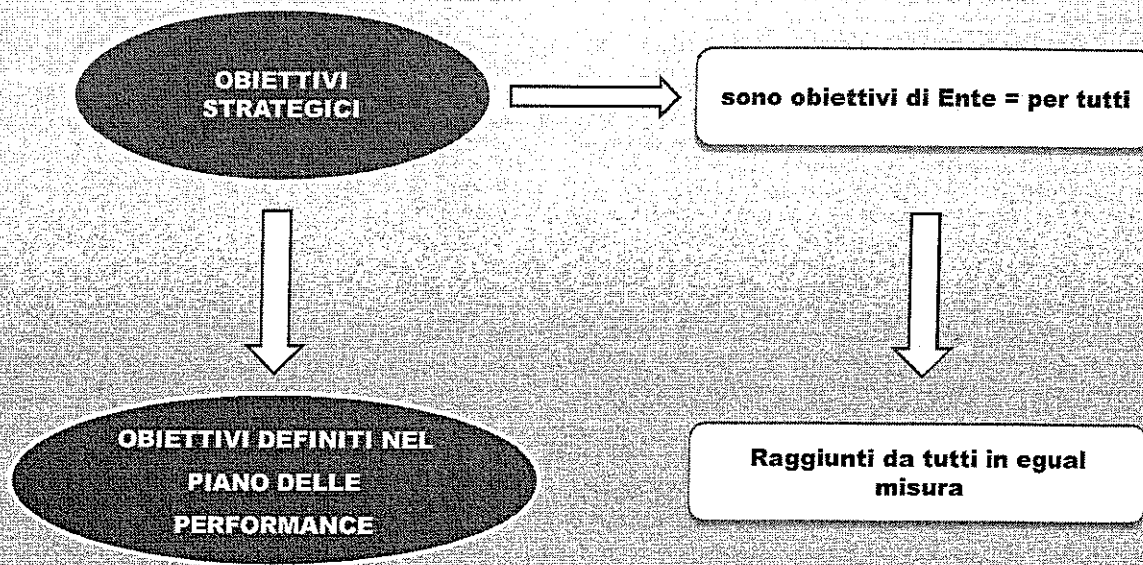 OBIETTIVI
STRATEGICI
sono obiettivi di Ente = per tutti
OBIETTIVI DEFINITI NEL
PIANO DELLE
PERFORMANCE
Raggiunti da tutti in egual
misura